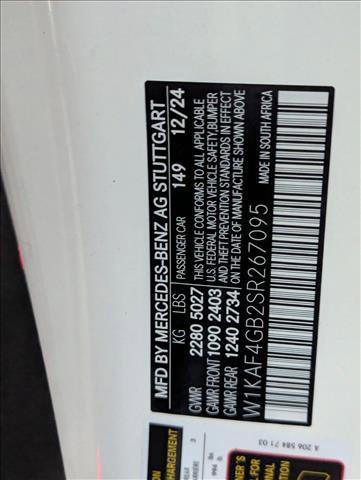 MFD BY MERCEDES-BENZ AG STUTTGART
PASSENGER CAR 149 12/24
KG LBS
GVWR 2280 5027
GAWR FRONT 1090 2403
GAWR REAR 1240 2734
THIS VEHICLE CONFORMS TO ALL APPLICABLE
U.S. FEDERAL MOTOR VEHICLE SAFETY, BUMPER
AND THEFT PREVENTION STANDARDS IN EFFECT
ON THE DATE OF MANUFACTURE SHOWN ABOVE
W1KAF4GB2SR267095
MADE IN SOUTH AFRICA
CHARGEMENT
A 206 584 71 03